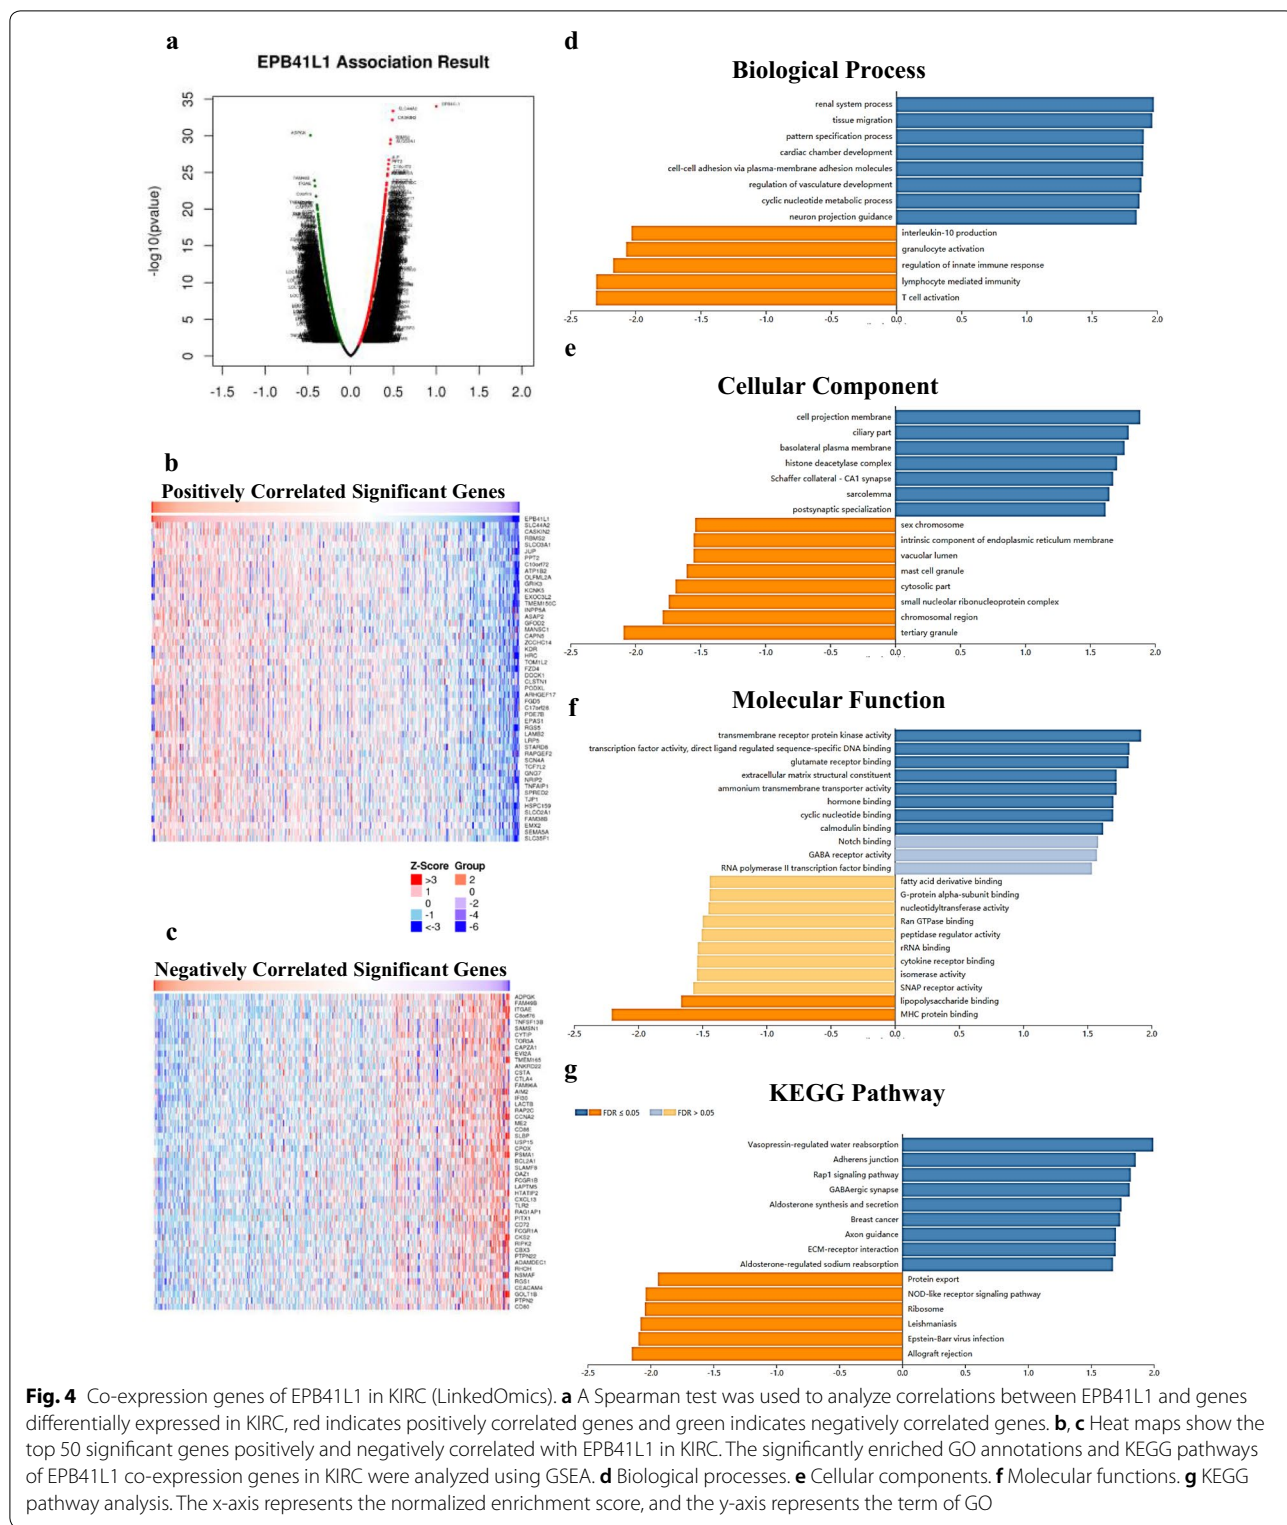 a
EPB41L1 Association Result
35
30
25
20
15
10
5
0
-log10(pvalue)
-1.5 -1.0 -0.5 0.0 0.5 1.0 1.5 2.0
b
Positively Correlated Significant Genes
EPB41L1
SLC44A2
CASKIN2
RBMS2
SLCO3A1
JUP
PPT2
C10orf72
ATP1B2
OLFML2A
GRIK3
KCNK5
EXOC3L2
TMEM150C
INPP5A
ASAP2
GFOD2
MANSC1
CAPN3
ZCCHC14
KDR
HRC
TOM1L2
FZD4
DOCK1
CLSTN1
PODXL
ARHGEF17
FGD5
C17orf28
PDE7B
EPAS1
RGS5
LAMB2
LRP5
STARD8
RAPGEF2
SCN4A
TCF7L2
GNG7
NRIP2
TNFAIP1
SPRED2
TJP1
HSPC159
SLCO2A1
EMX2
SEMA5A
SLC35F1
Z-Score Group
>3 2
1 0
0 -2
-1 -4
<-3 -6
c
Negatively Correlated Significant Genes
ADPGK
FAM49B
ITGAE
C8orf76
TNFSF13B
SAMSN1
CYTIP
TOR3A
CAPZA1
EVI2A
TMEM165
ANKRD22
CSTA
CTLA4
FAM96A
AIM2
IFI30
LACTB
RAP2C
CCNA2
ME2
CD86
SLBP
USP15
CPOX
PSMA1
BCL2A1
SLAMF8
OAZ1
FCGR1B
LAPTM5
HTATIP2
CXCL13
TLR2
RAG1AP1
PITX1
CD72
FCGR1A
CKS2
RIPK2
CBX3
PTPN22
ADAMDEC1
RHOH
NSMAF
RGS1
CEACAM4
GOLT1B
PTPN2
CD80
d
Biological Process
renal system process
tissue migration
pattern specification process
cardiac chamber development
cell-cell adhesion via plasma-membrane adhesion molecules
regulation of vasculature development
cyclic nucleotide metabolic process
neuron projection guidance
interleukin-10 production
granulocyte activation
regulation of innate immune response
lymphocyte mediated immunity
T cell activation
-2.5 -2.0 -1.5 -1.0 -0.5 0.0 0.5 1.0 1.5 2.0
e
Cellular Component
cell projection membrane
ciliary part
basolateral plasma membrane
histone deacetylase complex
Schaffer collateral - CA1 synapse
sarcolemma
postsynaptic specialization
sex chromosome
intrinsic component of endoplasmic reticulum membrane
vacuolar lumen
mast cell granule
cytosolic part
small nucleolar ribonucleoprotein complex
chromosomal region
tertiary granule
-2.5 -2.0 -1.5 -1.0 -0.5 0.0 0.5 1.0 1.5 2.0
f
Molecular Function
transmembrane receptor protein kinase activity
transcription factor activity, direct ligand regulated sequence-specific DNA binding
glutamate receptor binding
extracellular matrix structural constituent
ammonium transmembrane transporter activity
hormone binding
cyclic nucleotide binding
calmodulin binding
Notch binding
GABA receptor activity
RNA polymerase II transcription factor binding
fatty acid derivative binding
G-protein alpha-subunit binding
nucleotidyltransferase activity
Ran GTPase binding
peptidase regulator activity
rRNA binding
cytokine receptor binding
isomerase activity
SNAP receptor activity
lipopolysaccharide binding
MHC protein binding
-2.5 -2.0 -1.5 -1.0 -0.5 0.0 0.5 1.0 1.5 2.0
g
KEGG Pathway
FDR ≤ 0.05 FDR > 0.05
Vasopressin-regulated water reabsorption
Adherens junction
Rap1 signaling pathway
GABAergic synapse
Aldosterone synthesis and secretion
Breast cancer
Axon guidance
ECM-receptor interaction
Aldosterone-regulated sodium reabsorption
Protein export
NOD-like receptor signaling pathway
Ribosome
Leishmaniasis
Epstein-Barr virus infection
Allograft rejection
-2.5 -2.0 -1.5 -1.0 -0.5 0.0 0.5 1.0 1.5 2.0
Fig. 4 Co-expression genes of EPB41L1 in KIRC (LinkedOmics). a A Spearman test was used to analyze correlations between EPB41L1 and genes
differentially expressed in KIRC, red indicates positively correlated genes and green indicates negatively correlated genes. b, c Heat maps show the
top 50 significant genes positively and negatively correlated with EPB41L1 in KIRC. The significantly enriched GO annotations and KEGG pathways
of EPB41L1 co-expression genes in KIRC were analyzed using GSEA. d Biological processes. e Cellular components. f Molecular functions. g KEGG
pathway analysis. The x-axis represents the normalized enrichment score, and the y-axis represents the term of GO